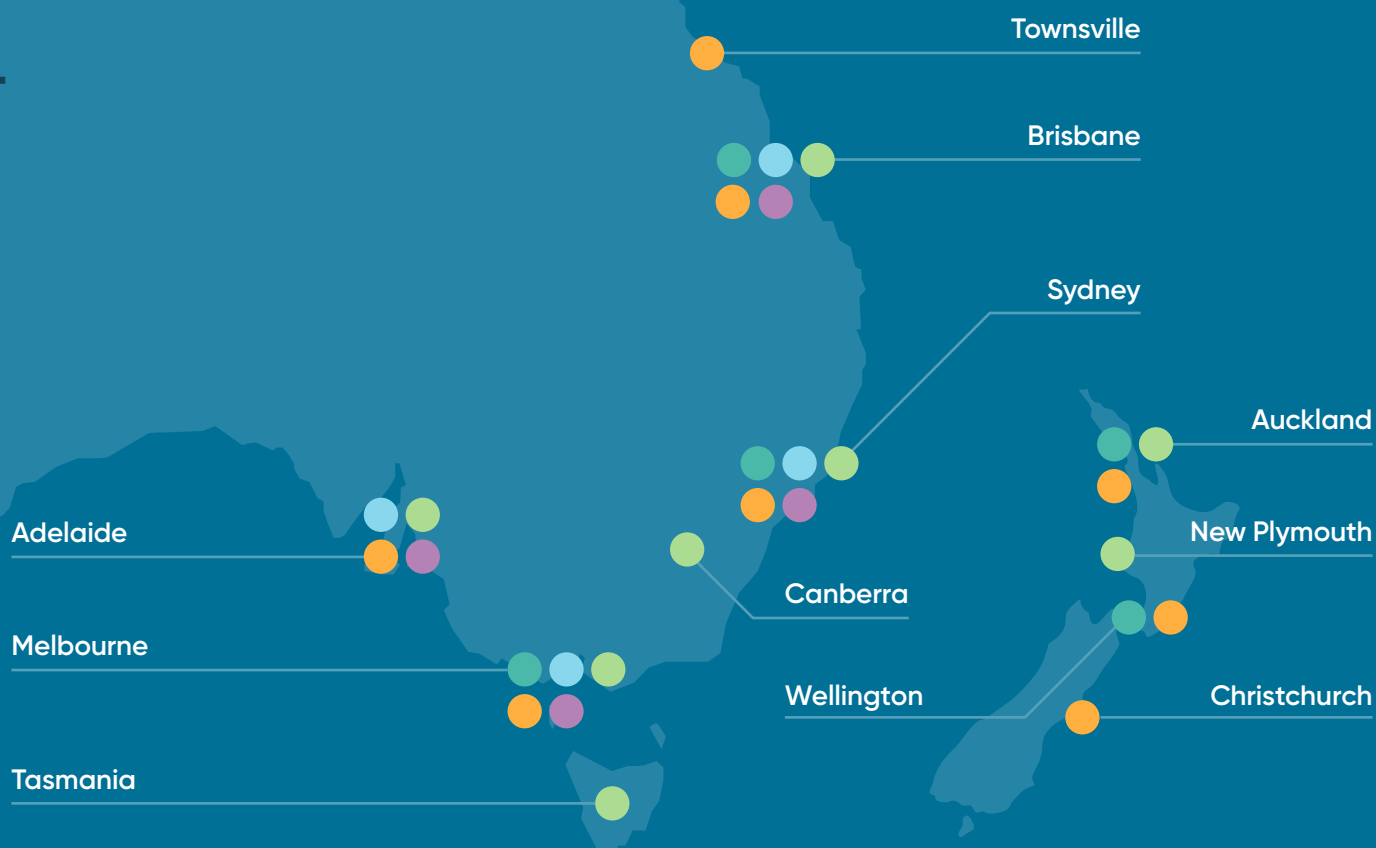 Townsville
Brisbane
Sydney
Auckland
Adelaide
New Plymouth
Canberra
Melbourne
Wellington
Christchurch
Tasmania